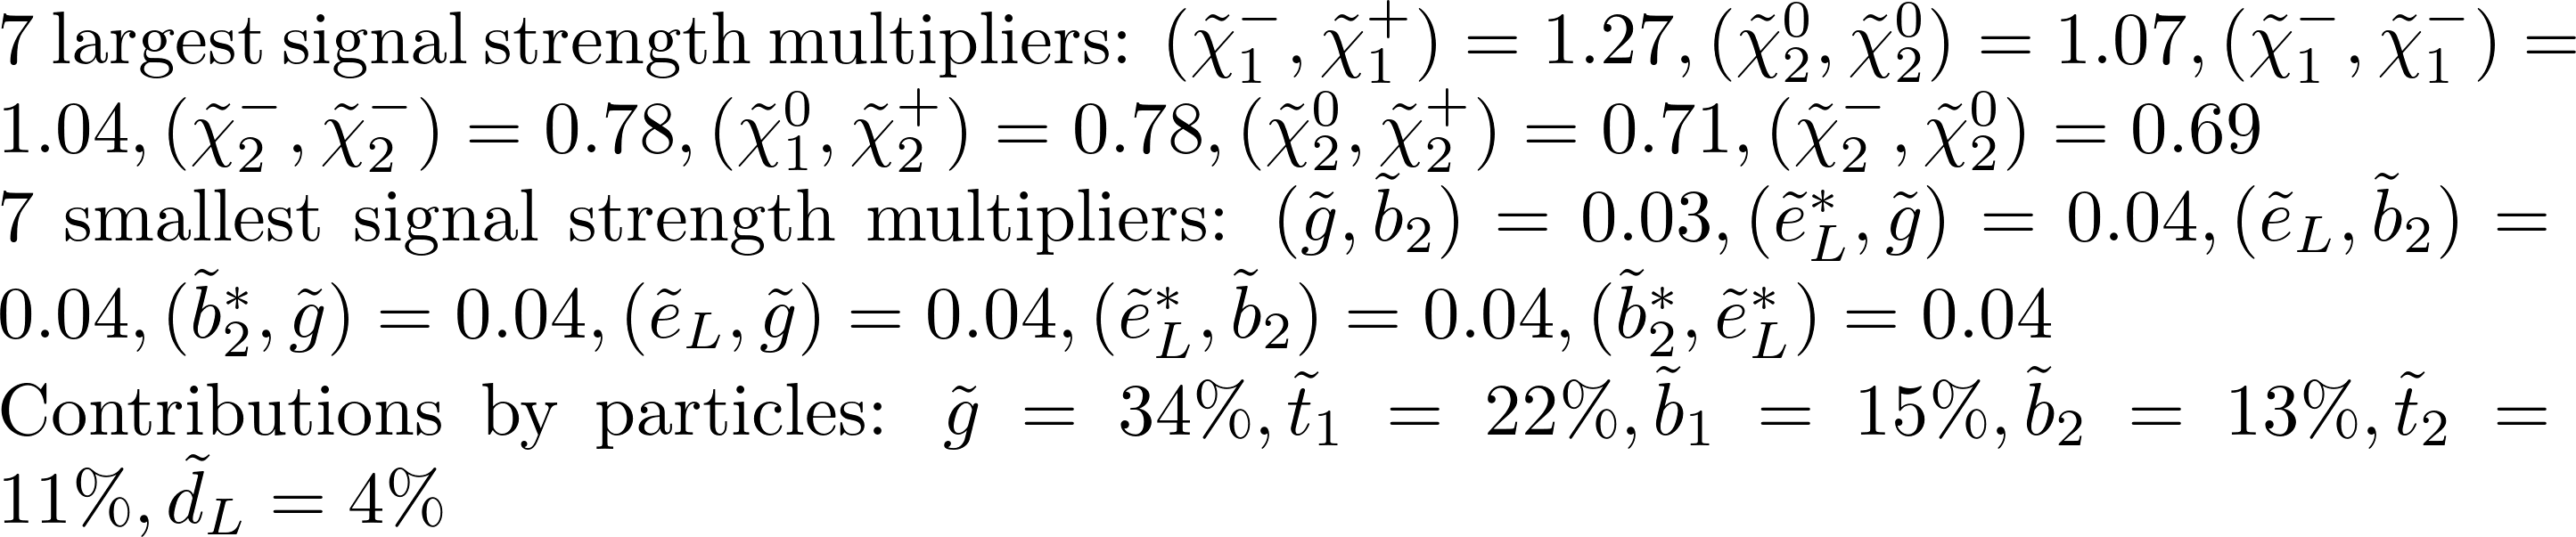 7 largest signal strength multipliers: (χ̃₁⁻, χ̃₁⁺) = 1.27, (χ̃₂⁰, χ̃₂⁰) = 1.07, (χ̃₁⁻, χ̃₁⁻) =
1.04, (χ̃₂⁻, χ̃₂⁻) = 0.78, (χ̃₁⁰, χ̃₂⁺) = 0.78, (χ̃₂⁰, χ̃₂⁺) = 0.71, (χ̃₂⁻, χ̃₂⁰) = 0.69
7 smallest signal strength multipliers: (g̃, b̃₂) = 0.03, (ẽ*_L, g̃) = 0.04, (ẽ_L, b̃₂) =
0.04, (b̃*₂, g̃) = 0.04, (ẽ_L, g̃) = 0.04, (ẽ*_L, b̃₂) = 0.04, (b̃*₂, ẽ*_L) = 0.04
Contributions by particles: g̃ = 34%, t̃₁ = 22%, b̃₁ = 15%, b̃₂ = 13%, t̃₂ =
11%, d̃_L = 4%